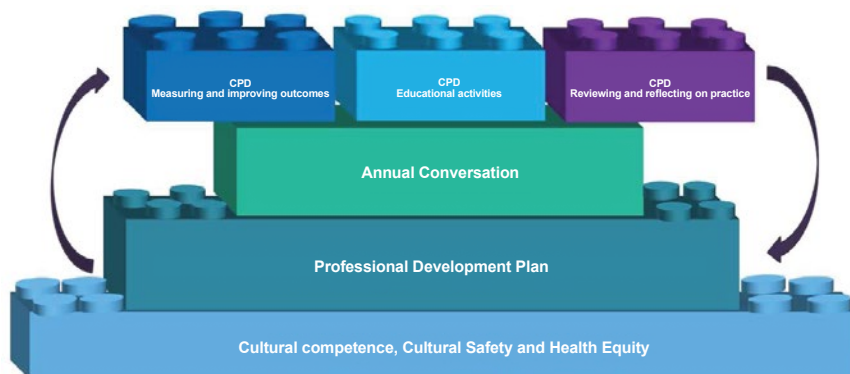 CPD
Measuring and improving outcomes
CPD
Educational activities
CPD
Reviewing and reflecting on practice
Annual Conversation
Professional Development Plan
Cultural competence, Cultural Safety and Health Equity